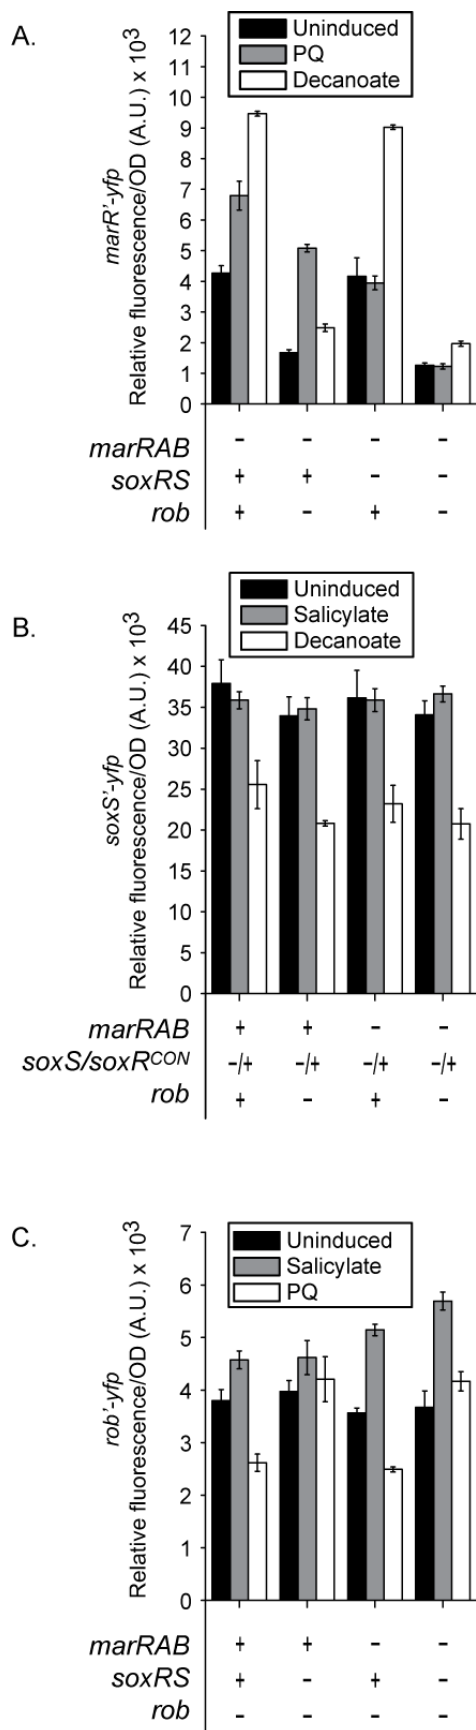 A.
Uninduced
PQ
Decanoate
marR'-yfp
Relative fluorescence/OD (A.U.) x 10³
12
11
10
9
8
7
6
5
4
3
2
1
0
marRAB - - - -
soxRS + + - -
rob + - + -
B.
Uninduced
Salicylate
Decanoate
soxS'-yfp
Relative fluorescence/OD (A.U.) x 10³
45
40
35
30
25
20
15
10
5
0
marRAB + + - -
soxS/soxR^CON -/+ -/+ -/+ -/+
rob + - + -
C.
Uninduced
Salicylate
PQ
rob'-yfp
Relative fluorescence/OD (A.U.) x 10³
7
6
5
4
3
2
1
0
marRAB + + - -
soxRS + - + -
rob - - - -